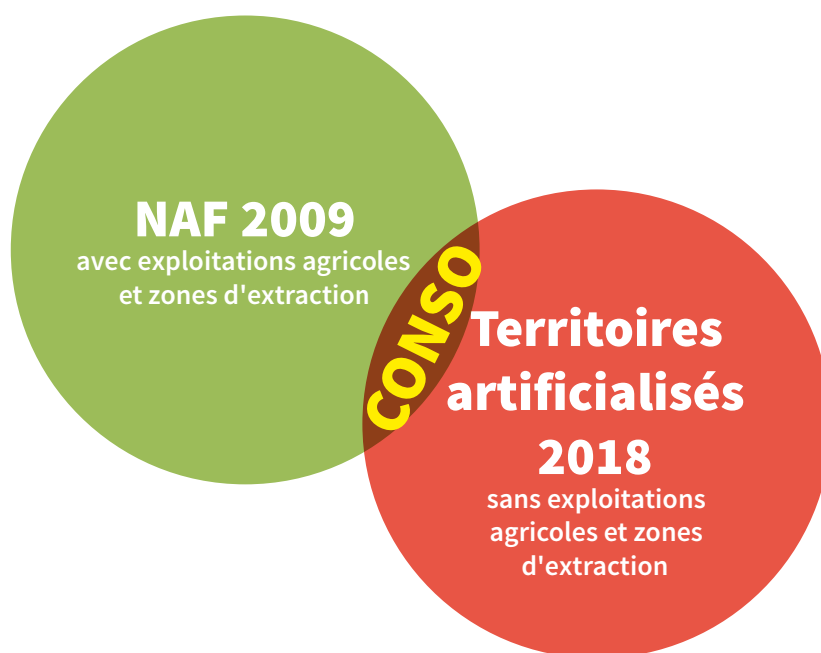 NAF 2009
avec exploitations agricoles
et zones d'extraction
CONSO
Territoires
artificialisés
2018
sans exploitations
agricoles et zones
d'extraction